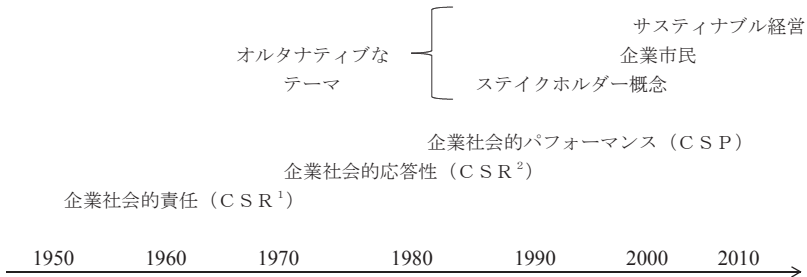 サスティナブル経営
オルタナティブな
企業市民
テーマ
ステイクホルダー概念
企業社会的パフォーマンス(CSP)
企業社会的応答性(CSR²)
企業社会的責任(CSR¹)
1950 1960 1970 1980 1990 2000 2010